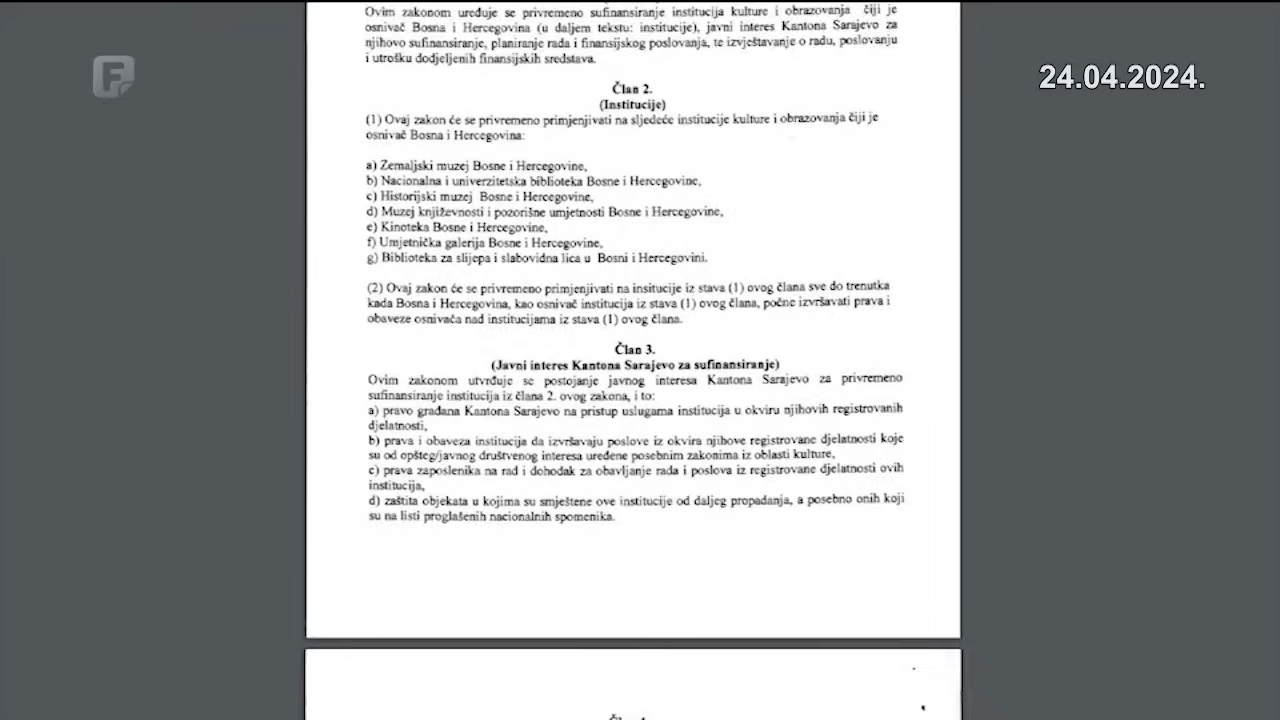 Ovim zakonom uređuje se privremeno sufinansiranje institucija kulture i obrazovanja čiji je
osnivač Bosna i Hercegovina (u daljem tekstu: institucije), javni interes Kantona Sarajevo za
njihovo sufinansiranje, planiranje rada i finansijskog poslovanja, te izvještavanje o radu, poslovanju
i utrošku dodjeljenih finansijskih sredstava.
24.04.2024.
Član 2.
(Institucije)
(1) Ovaj zakon će se privremeno primjenjivati na sljedeće institucije kulture i obrazovanja čiji je
osnivač Bosna i Hercegovina:
a) Zemaljski muzej Bosne i Hercegovine,
b) Nacionalna i univerzitetska biblioteka Bosne i Hercegovine,
c) Historijski muzej Bosne i Hercegovine,
d) Muzej književnosti i pozorišne umjetnosti Bosne i Hercegovine,
e) Kinoteka Bosne i Hercegovine,
f) Umjetnička galerija Bosne i Hercegovine,
g) Biblioteka za slijepa i slabovidna lica u Bosni i Hercegovini.
(2) Ovaj zakon će se privremeno primjenjivati na insitucije iz stava (1) ovog člana sve do trenutka
kada Bosna i Hercegovina, kao osnivač institucija iz stava (1) ovog člana, počne izvršavati prava i
obaveze osnivača nad institucijama iz stava (1) ovog člana.
Član 3.
(Javni interes Kantona Sarajevo za sufinansiranje)
Ovim zakonom utvrđuje se postojanje javnog interesa Kantona Sarajevo za privremeno
sufinansiranje institucija iz člana 2. ovog zakona, i to:
a) pravo građana Kantona Sarajevo na pristup uslugama institucija u okviru njihovih registrovanih
djelatnosti,
b) prava i obaveza institucija da izvršavaju poslove iz okvira njihove registrovane djelatnosti koje
su od opšteg/javnog društvenog interesa uređene posebnim zakonima iz oblasti kulture,
c) prava zaposlenika na rad i dohodak za obavljanje rada i poslova iz registrovane djelatnosti ovih
institucija,
d) zaštita objekata u kojima su smještene ove institucije od daljeg propadanja, a posebno onih koji
su na listi proglašenih nacionalnih spomenika.